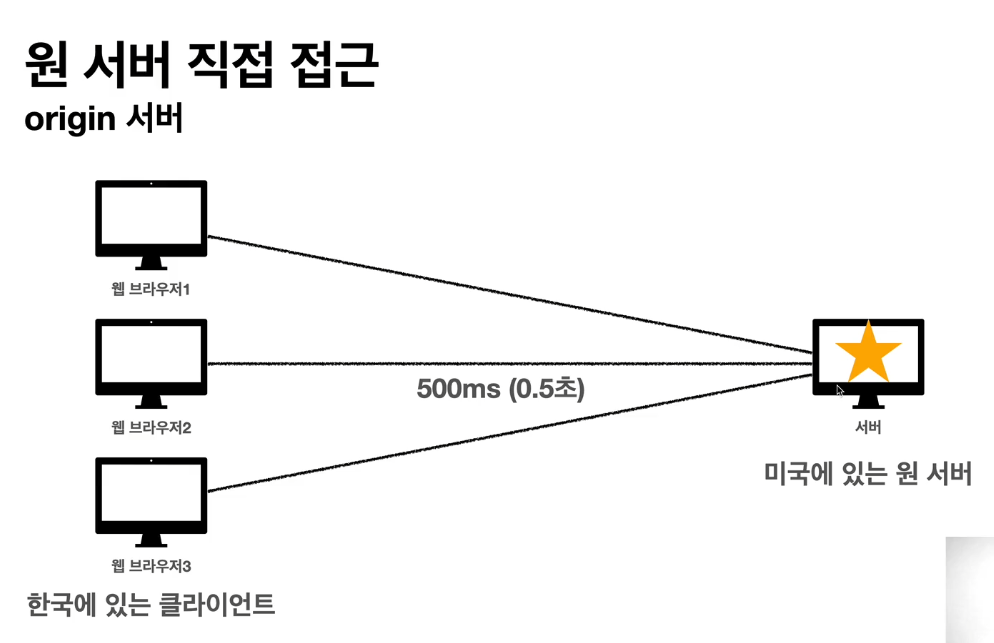 원 서버 직접 접근
origin 서버
웹 브라우저1
웹 브라우저2
500ms (0.5초)
서버
미국에 있는 원 서버
웹 브라우저3
한국에 있는 클라이언트